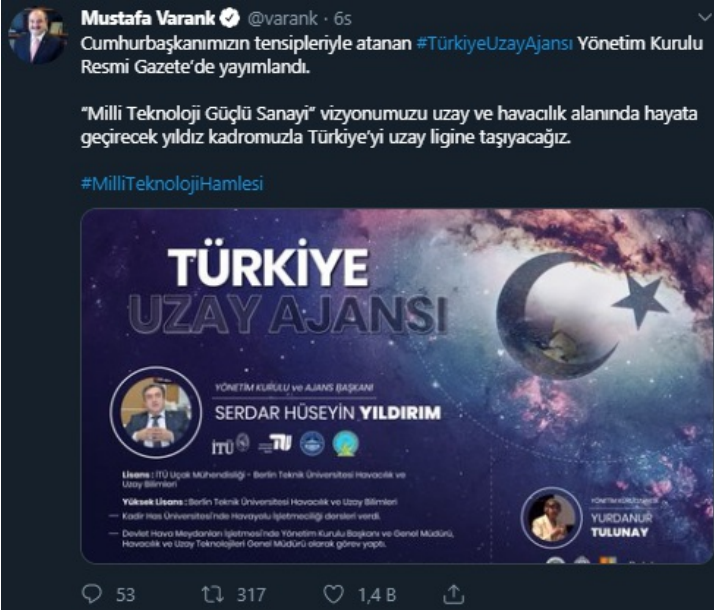 Mustafa Varank @varank · 6s
Cumhurbaşkanımızın tensipleriyle atanan #TürkiyeUzayAjansı Yönetim Kurulu
Resmi Gazete'de yayımlandı.
"Milli Teknoloji Güçlü Sanayi" vizyonumuzu uzay ve havacılık alanında hayata
geçirecek yıldız kadromuzla Türkiye'yi uzay ligine taşıyacağız.
#MilliTeknolojiHamlesi
TÜRKİYE
UZAY AJANSI
YÖNETİM KURULU ve AJANS BAŞKANI
SERDAR HÜSEYİN YILDIRIM
İTÜ
Lisans : İTÜ Uçak Mühendisliği - Berlin Teknik Üniversitesi Havacılık ve
Uzay Bilimleri
Yüksek Lisans : Berlin Teknik Üniversitesi Havacılık ve Uzay Bilimleri
— Kadir Has Üniversitesi'nde Havayolu İşletmeciliği dersleri verdi.
— Devlet Hava Meydanları İşletmesi'nde Yönetim Kurulu Başkanı ve Genel Müdürü,
Havacılık ve Uzay Teknolojileri Genel Müdürü olarak görev yaptı.
YÖNETİM KURULU ÜYESİ
YURDANUR
TULUNAY
53 317 1,4 B